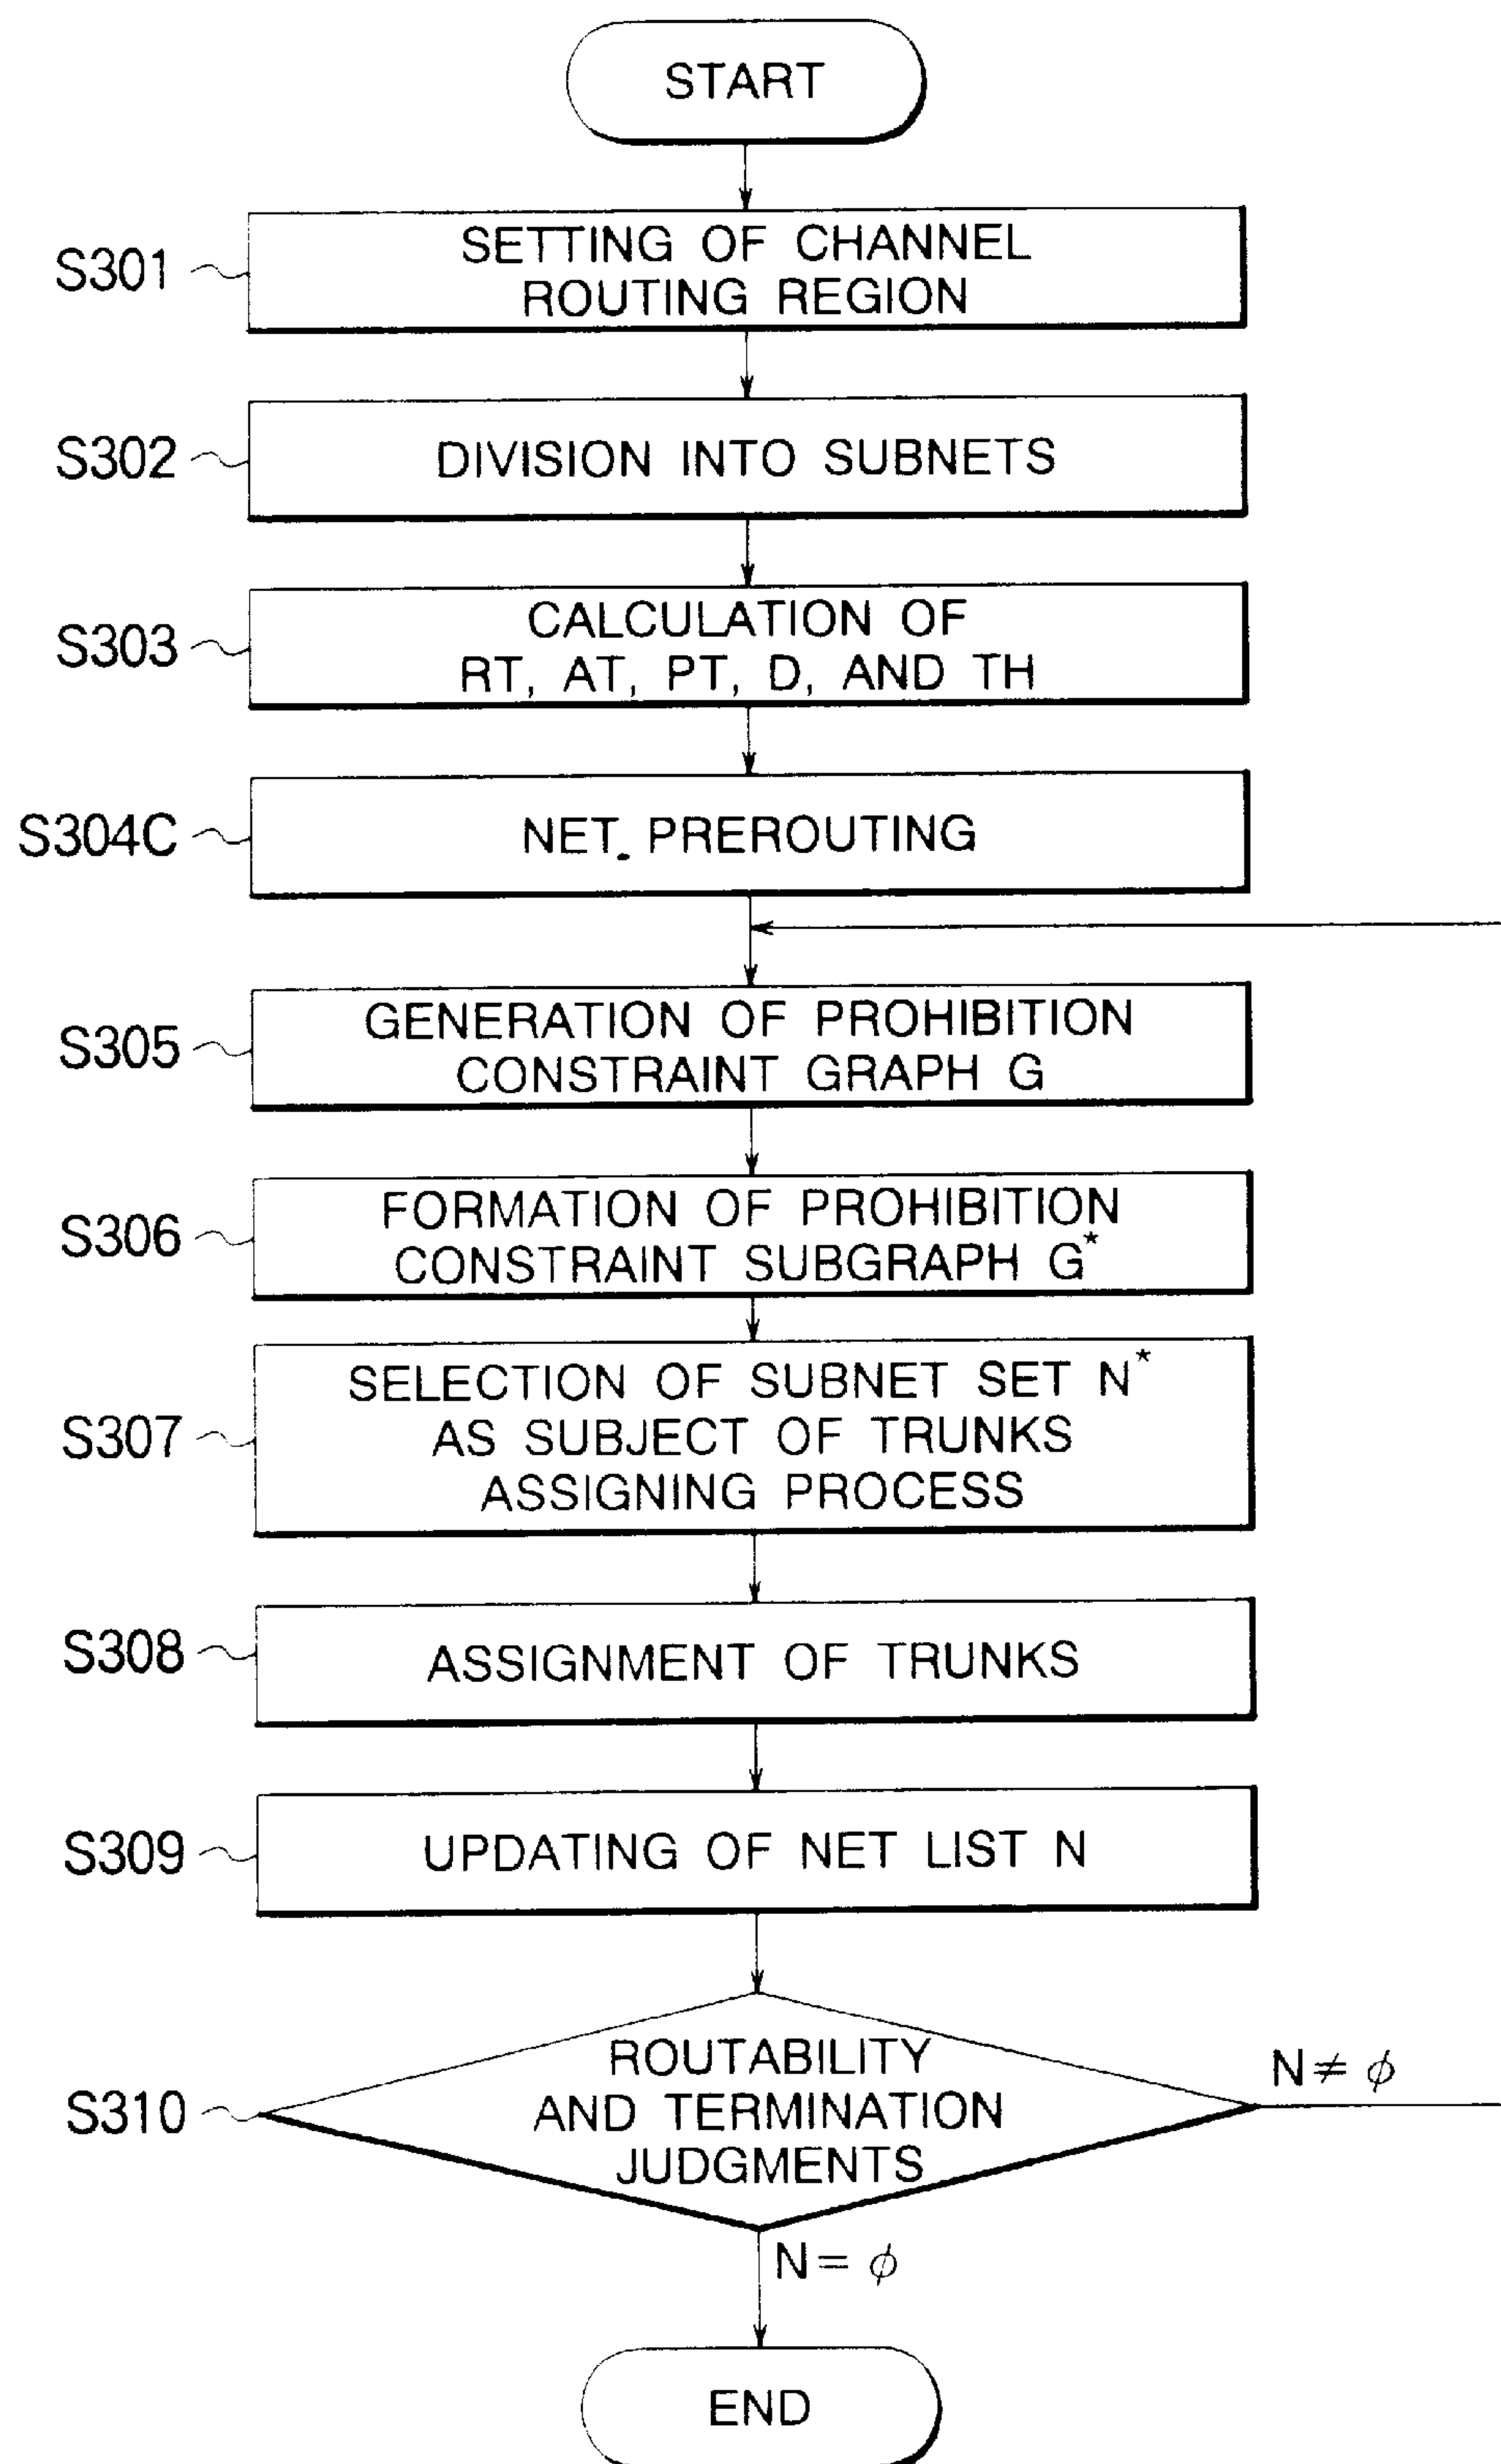 START
S301
SETTING OF CHANNEL
ROUTING REGION
S302
DIVISION INTO SUBNETS
S303
CALCULATION OF
RT, AT, PT, D, AND TH
S304C
NET PREROUTING
S305
GENERATION OF PROHIBITION
CONSTRAINT GRAPH G
S306
FORMATION OF PROHIBITION
CONSTRAINT SUBGRAPH G*
S307
SELECTION OF SUBNET SET N*
AS SUBJECT OF TRUNKS
ASSIGNING PROCESS
S308
ASSIGNMENT OF TRUNKS
S309
UPDATING OF NET LIST N
S310
ROUTABILITY
AND TERMINATION
JUDGMENTS
N≠ ϕ
N= ϕ
END